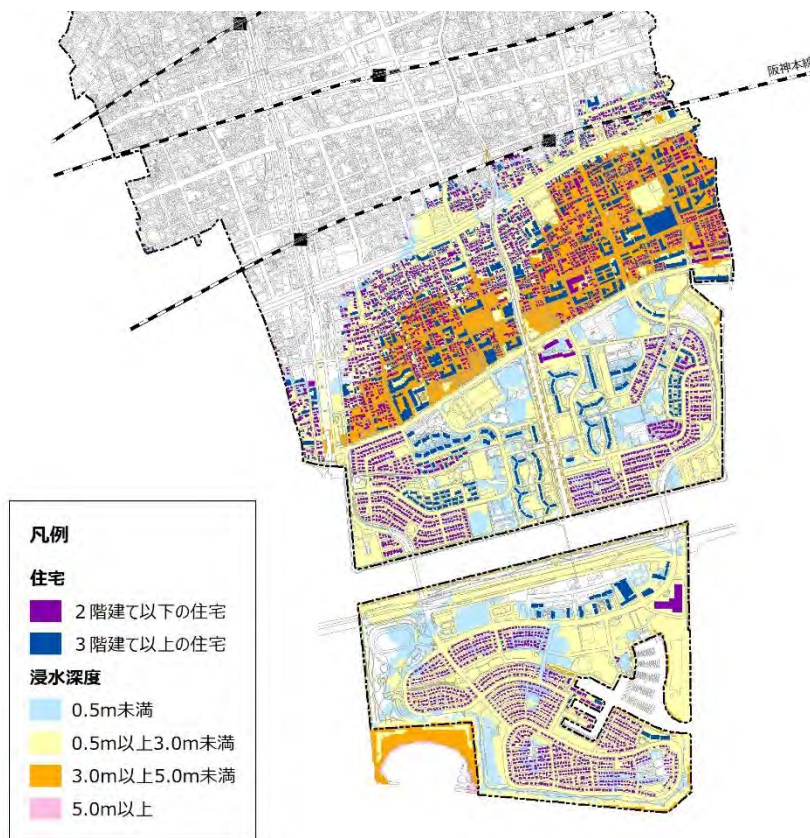 阪神本線
凡例
住宅
２階建て以下の住宅
３階建て以上の住宅
浸水深度
0.5m未満
0.5m以上3.0m未満
3.0m以上5.0m未満
5.0m以上